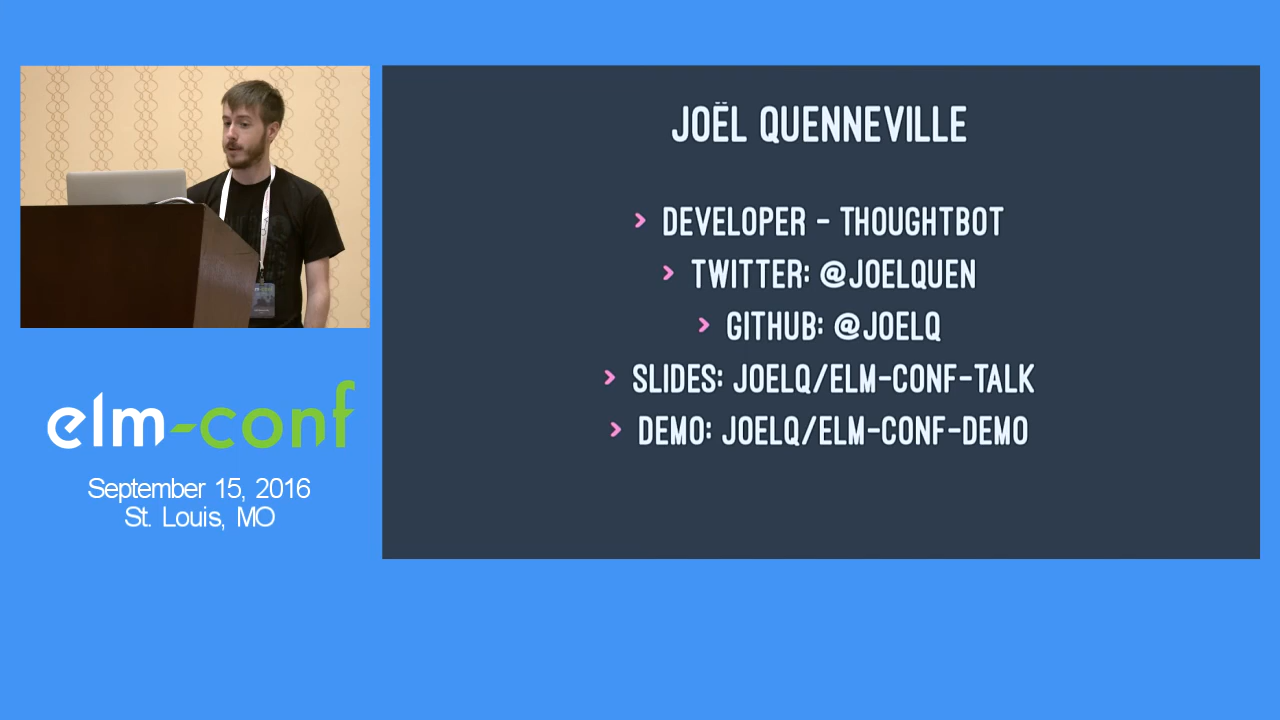 JOËL QUENNEVILLE
> DEVELOPER - THOUGHTBOT
> TWITTER: @JOELQUEN
> GITHUB: @JOELQ
> SLIDES: JOELQ/ELM-CONF-TALK
> DEMO: JOELQ/ELM-CONF-DEMO
elm-conf
September 15, 2016
St. Louis, MO